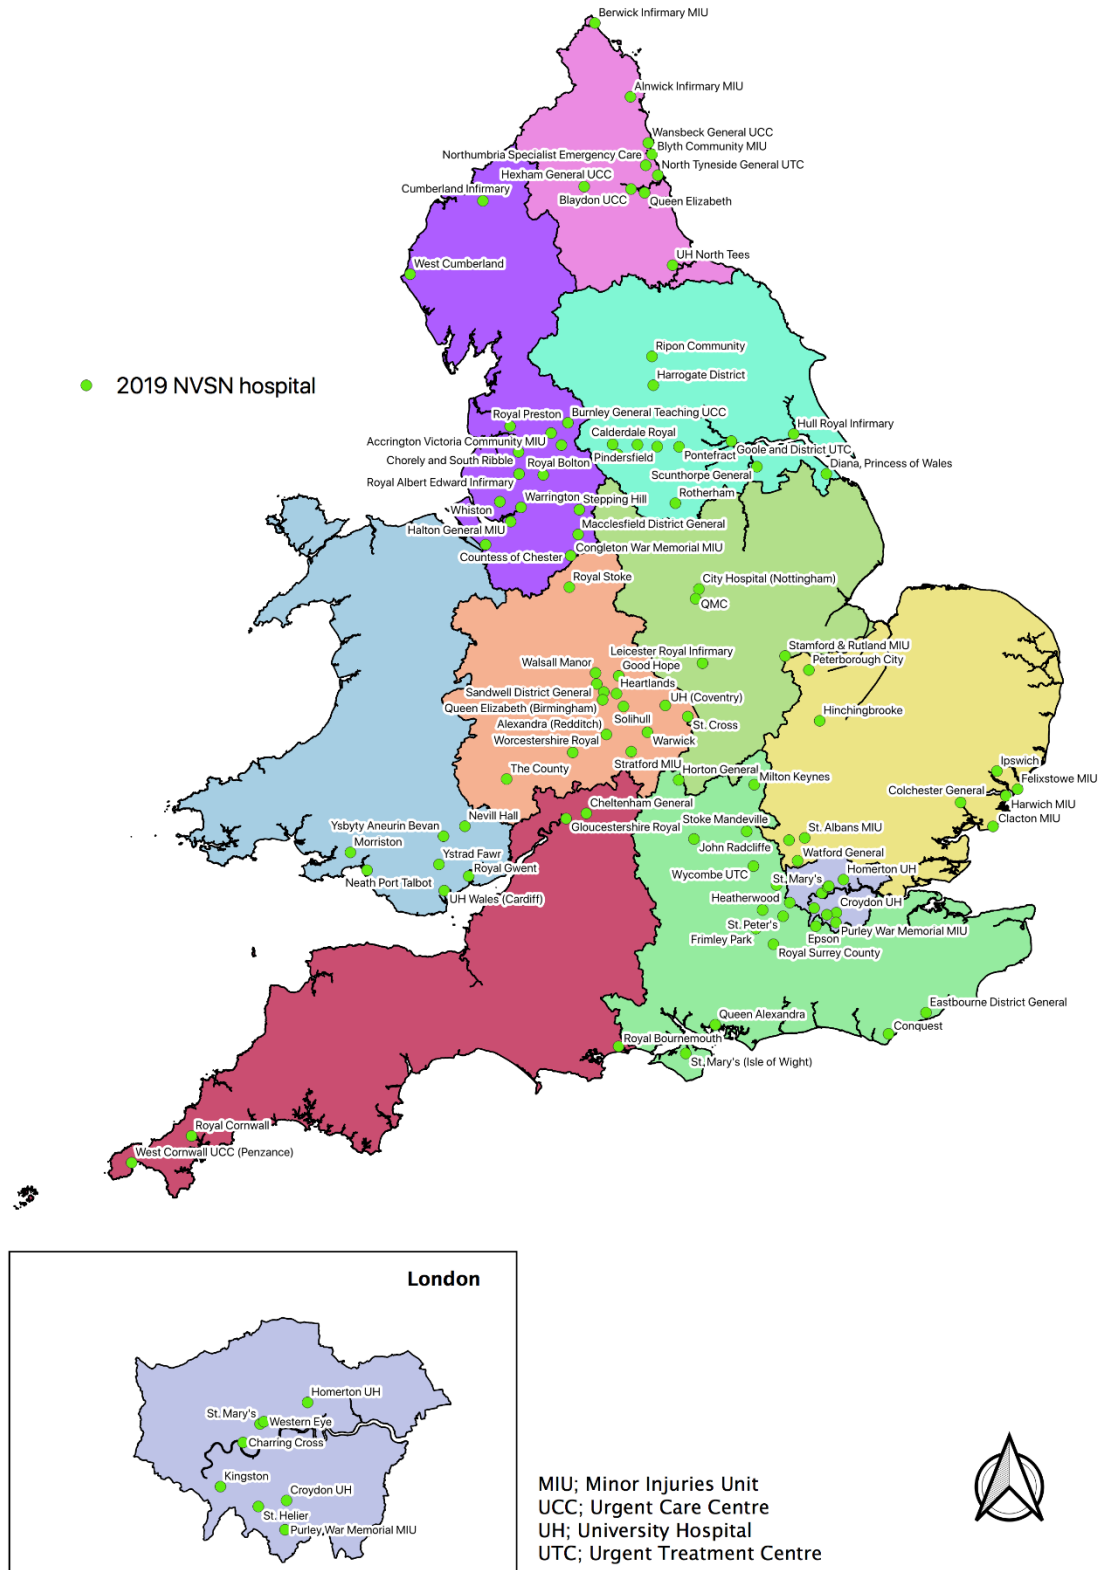 Berwick Infirmary MIU
Alnwick Infirmary MIU
Wansbeck General UCC
Blyth Community MIU
Northumbria Specialist Emergency Care
North Tyneside General UTC
Hexham General UCC
Cumberland Infirmary
Blaydon UCC
Queen Elizabeth
UH North Tees
West Cumberland
Ripon Community
2019 NVSN hospital
Harrogate District
Royal Preston
Burnley General Teaching UCC
Hull Royal Infirmary
Calderdale Royal
Accrington Victoria Community MIU
Goole and District UTC
Pindersfield
Pontefract
Chorely and South Ribble
Royal Bolton
Diana, Princess of Wales
Scunthorpe General
Royal Albert Edward Infirmary
Rotherham
Warrington
Stepping Hill
Whiston
Macclesfield District General
Halton General MIU
Countess of Chester
Congleton War Memorial MIU
Royal Stoke
City Hospital (Nottingham)
QMC
Stamford & Rutland MIU
Leicester Royal Infirmary
Peterborough City
Walsall Manor
Good Hope
Heartlands
Sandwell District General
UH (Coventry)
Queen Elizabeth (Birmingham)
Hinchingbrooke
Solihull
St. Cross
Alexandra (Redditch)
Worcestershire Royal
Warwick
Stratford MIU
Ipswich
The County
Horton General
Milton Keynes
Felixstowe MIU
Colchester General
Harwich MIU
Cheltenham General
Clacton MIU
Nevill Hall
Gloucestershire Royal
Stoke Mandeville
Ysbyty Aneurin Bevan
St. Albans MIU
Morriston
John Radcliffe
Watford General
Ystrad Fawr
Wycombe UTC
Homerton UH
Royal Gwent
St. Mary's
Neath Port Talbot
UH Wales (Cardiff)
Heatherwood
Croydon UH
St. Peter's
Purley War Memorial MIU
Frimley Park
Epson
Royal Surrey County
Eastbourne District General
Queen Alexandra
Conquest
Royal Bournemouth
St. Mary's (Isle of Wight)
Royal Cornwall
West Cornwall UCC (Penzance)
London
Homerton UH
St. Mary's
Western Eye
Charring Cross
Kingston
Croydon UH
St. Helier
Purley War Memorial MIU
MIU; Minor Injuries Unit
UCC; Urgent Care Centre
UH; University Hospital
UTC; Urgent Treatment Centre